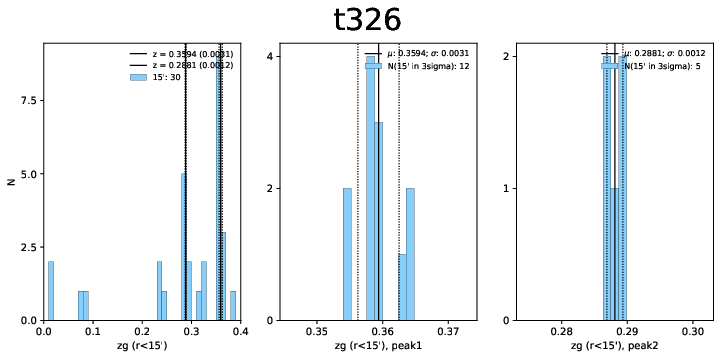 t326
z = 0.3594 (0.0031)
z = 0.2881 (0.0012)
15': 30
N
7.5
5.0
2.5
0.0
0.0 0.1 0.2 0.3 0.4
zg (r<15')
μ: 0.3594; σ: 0.0031
N(15' in 3sigma): 12
4
2
0
0.35 0.36 0.37
zg (r<15'), peak1
μ: 0.2881; σ: 0.0012
N(15' in 3sigma): 5
2
1
0
0.28 0.29 0.30
zg (r<15'), peak2